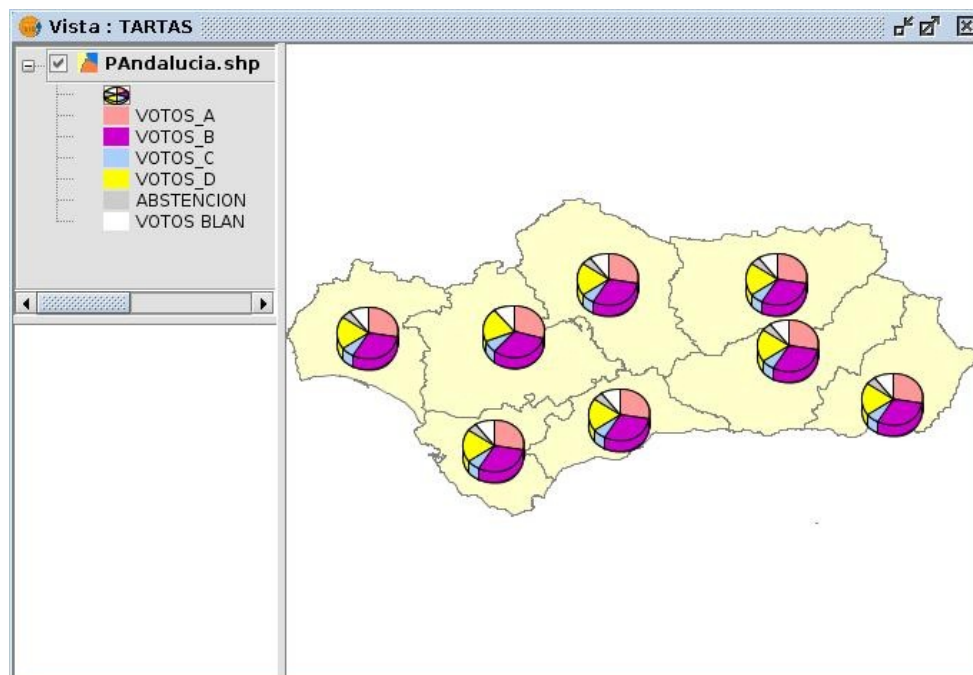 Vista : TARTAS
PAndalucia.shp
VOTOS_A
VOTOS_B
VOTOS_C
VOTOS_D
ABSTENCION
VOTOS BLAN